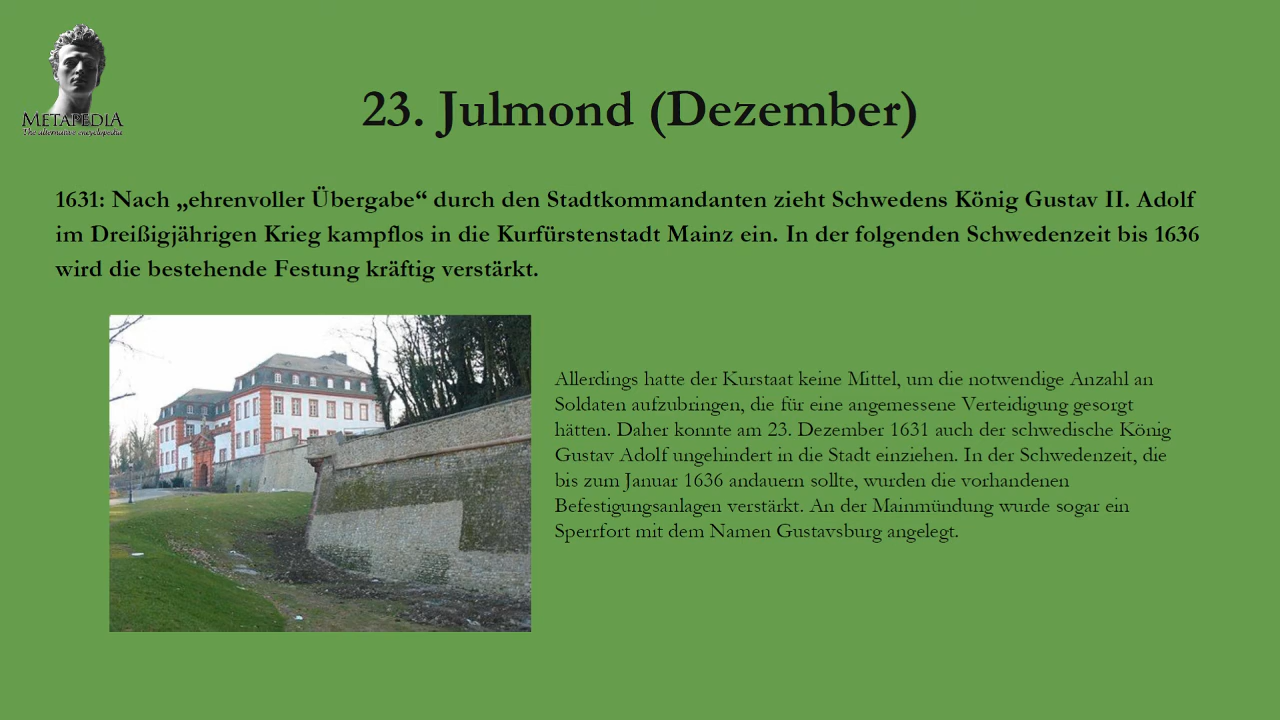 METAPEDIA
The alternative encyclopedia
23. Julmond (Dezember)
1631: Nach „ehrenvoller Übergabe“ durch den Stadtkommandanten zieht Schwedens König Gustav II. Adolf
im Dreißigjährigen Krieg kampflos in die Kurfürstenstadt Mainz ein. In der folgenden Schwedenzeit bis 1636
wird die bestehende Festung kräftig verstärkt.
Allerdings hatte der Kurstaat keine Mittel, um die notwendige Anzahl an
Soldaten aufzubringen, die für eine angemessene Verteidigung gesorgt
hätten. Daher konnte am 23. Dezember 1631 auch der schwedische König
Gustav Adolf ungehindert in die Stadt einziehen. In der Schwedenzeit, die
bis zum Januar 1636 andauern sollte, wurden die vorhandenen
Befestigungsanlagen verstärkt. An der Mainmündung wurde sogar ein
Sperrfort mit dem Namen Gustavsburg angelegt.